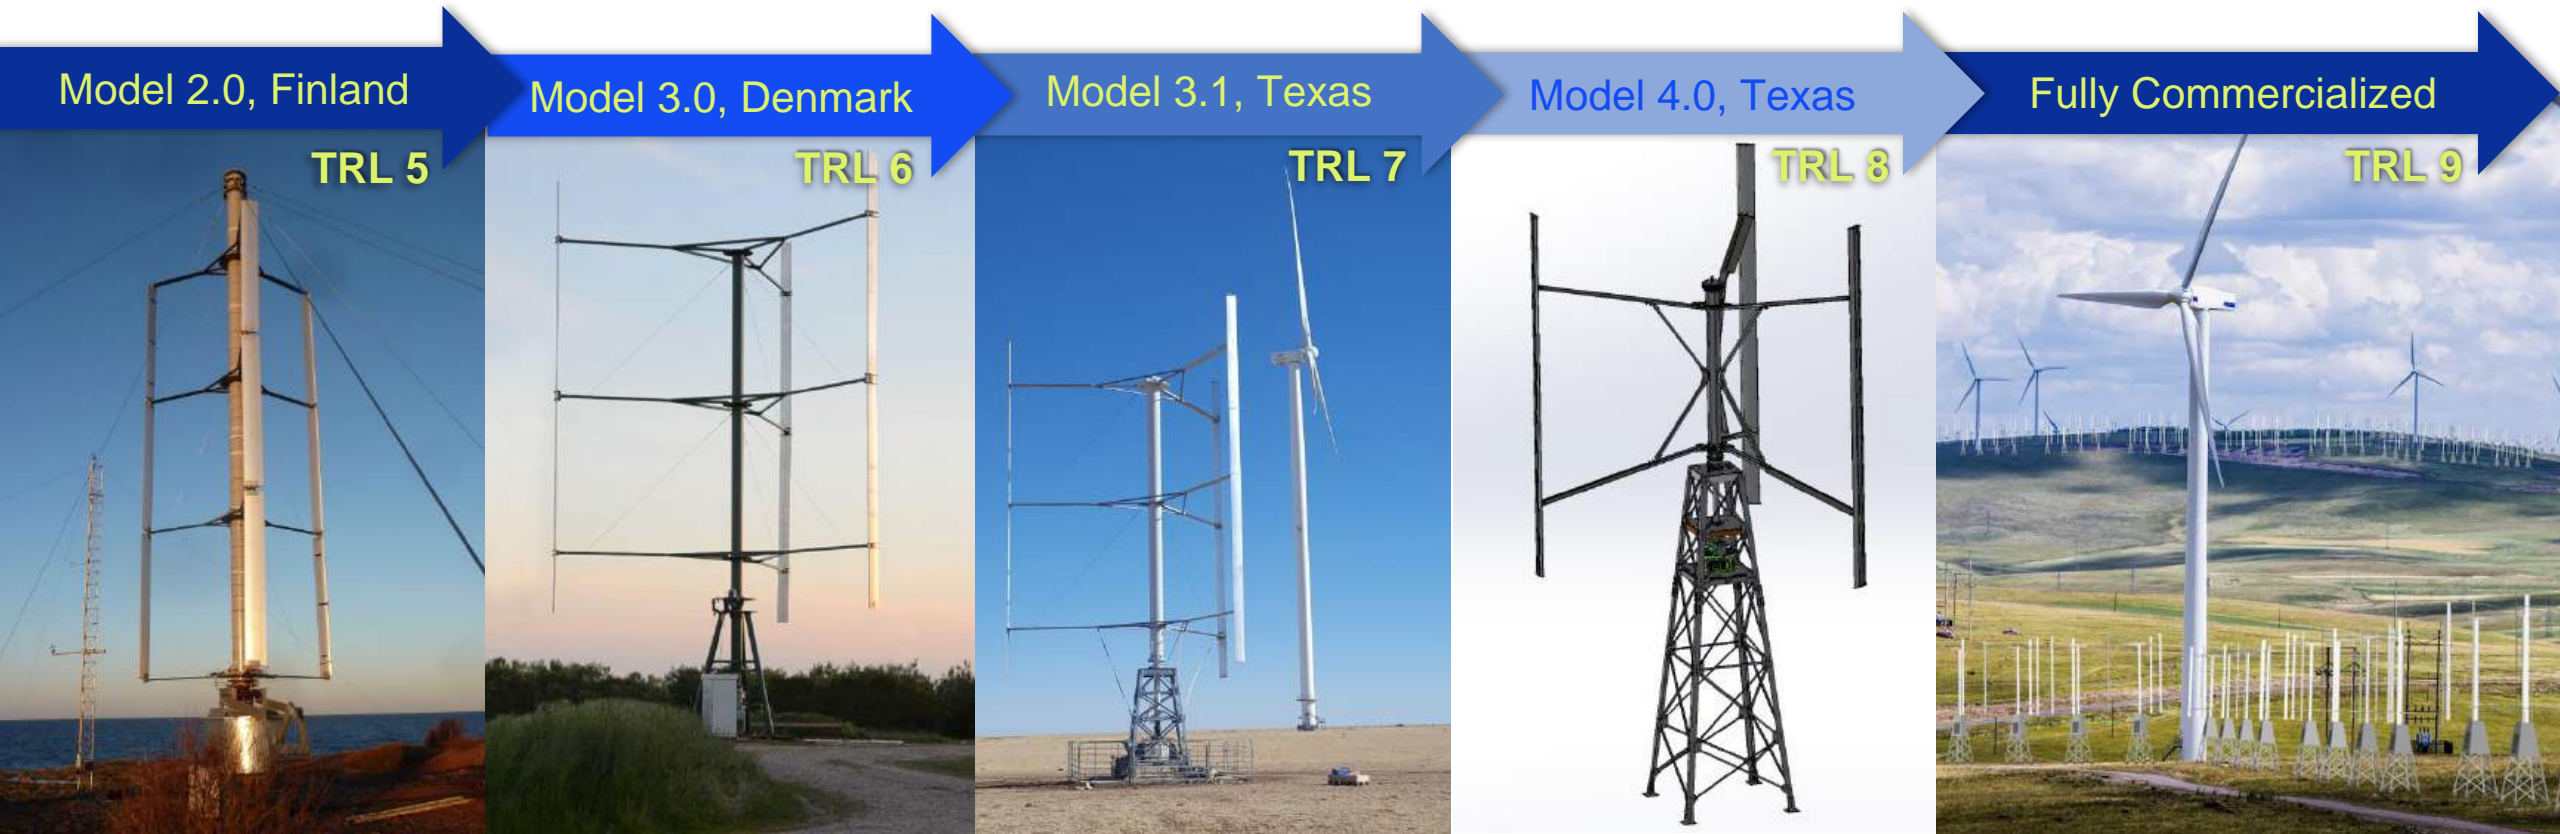 Model 2.0, Finland
TRL 5
Model 3.0, Denmark
TRL 6
Model 3.1, Texas
TRL 7
Model 4.0, Texas
TRL 8
Fully Commercialized
TRL 9